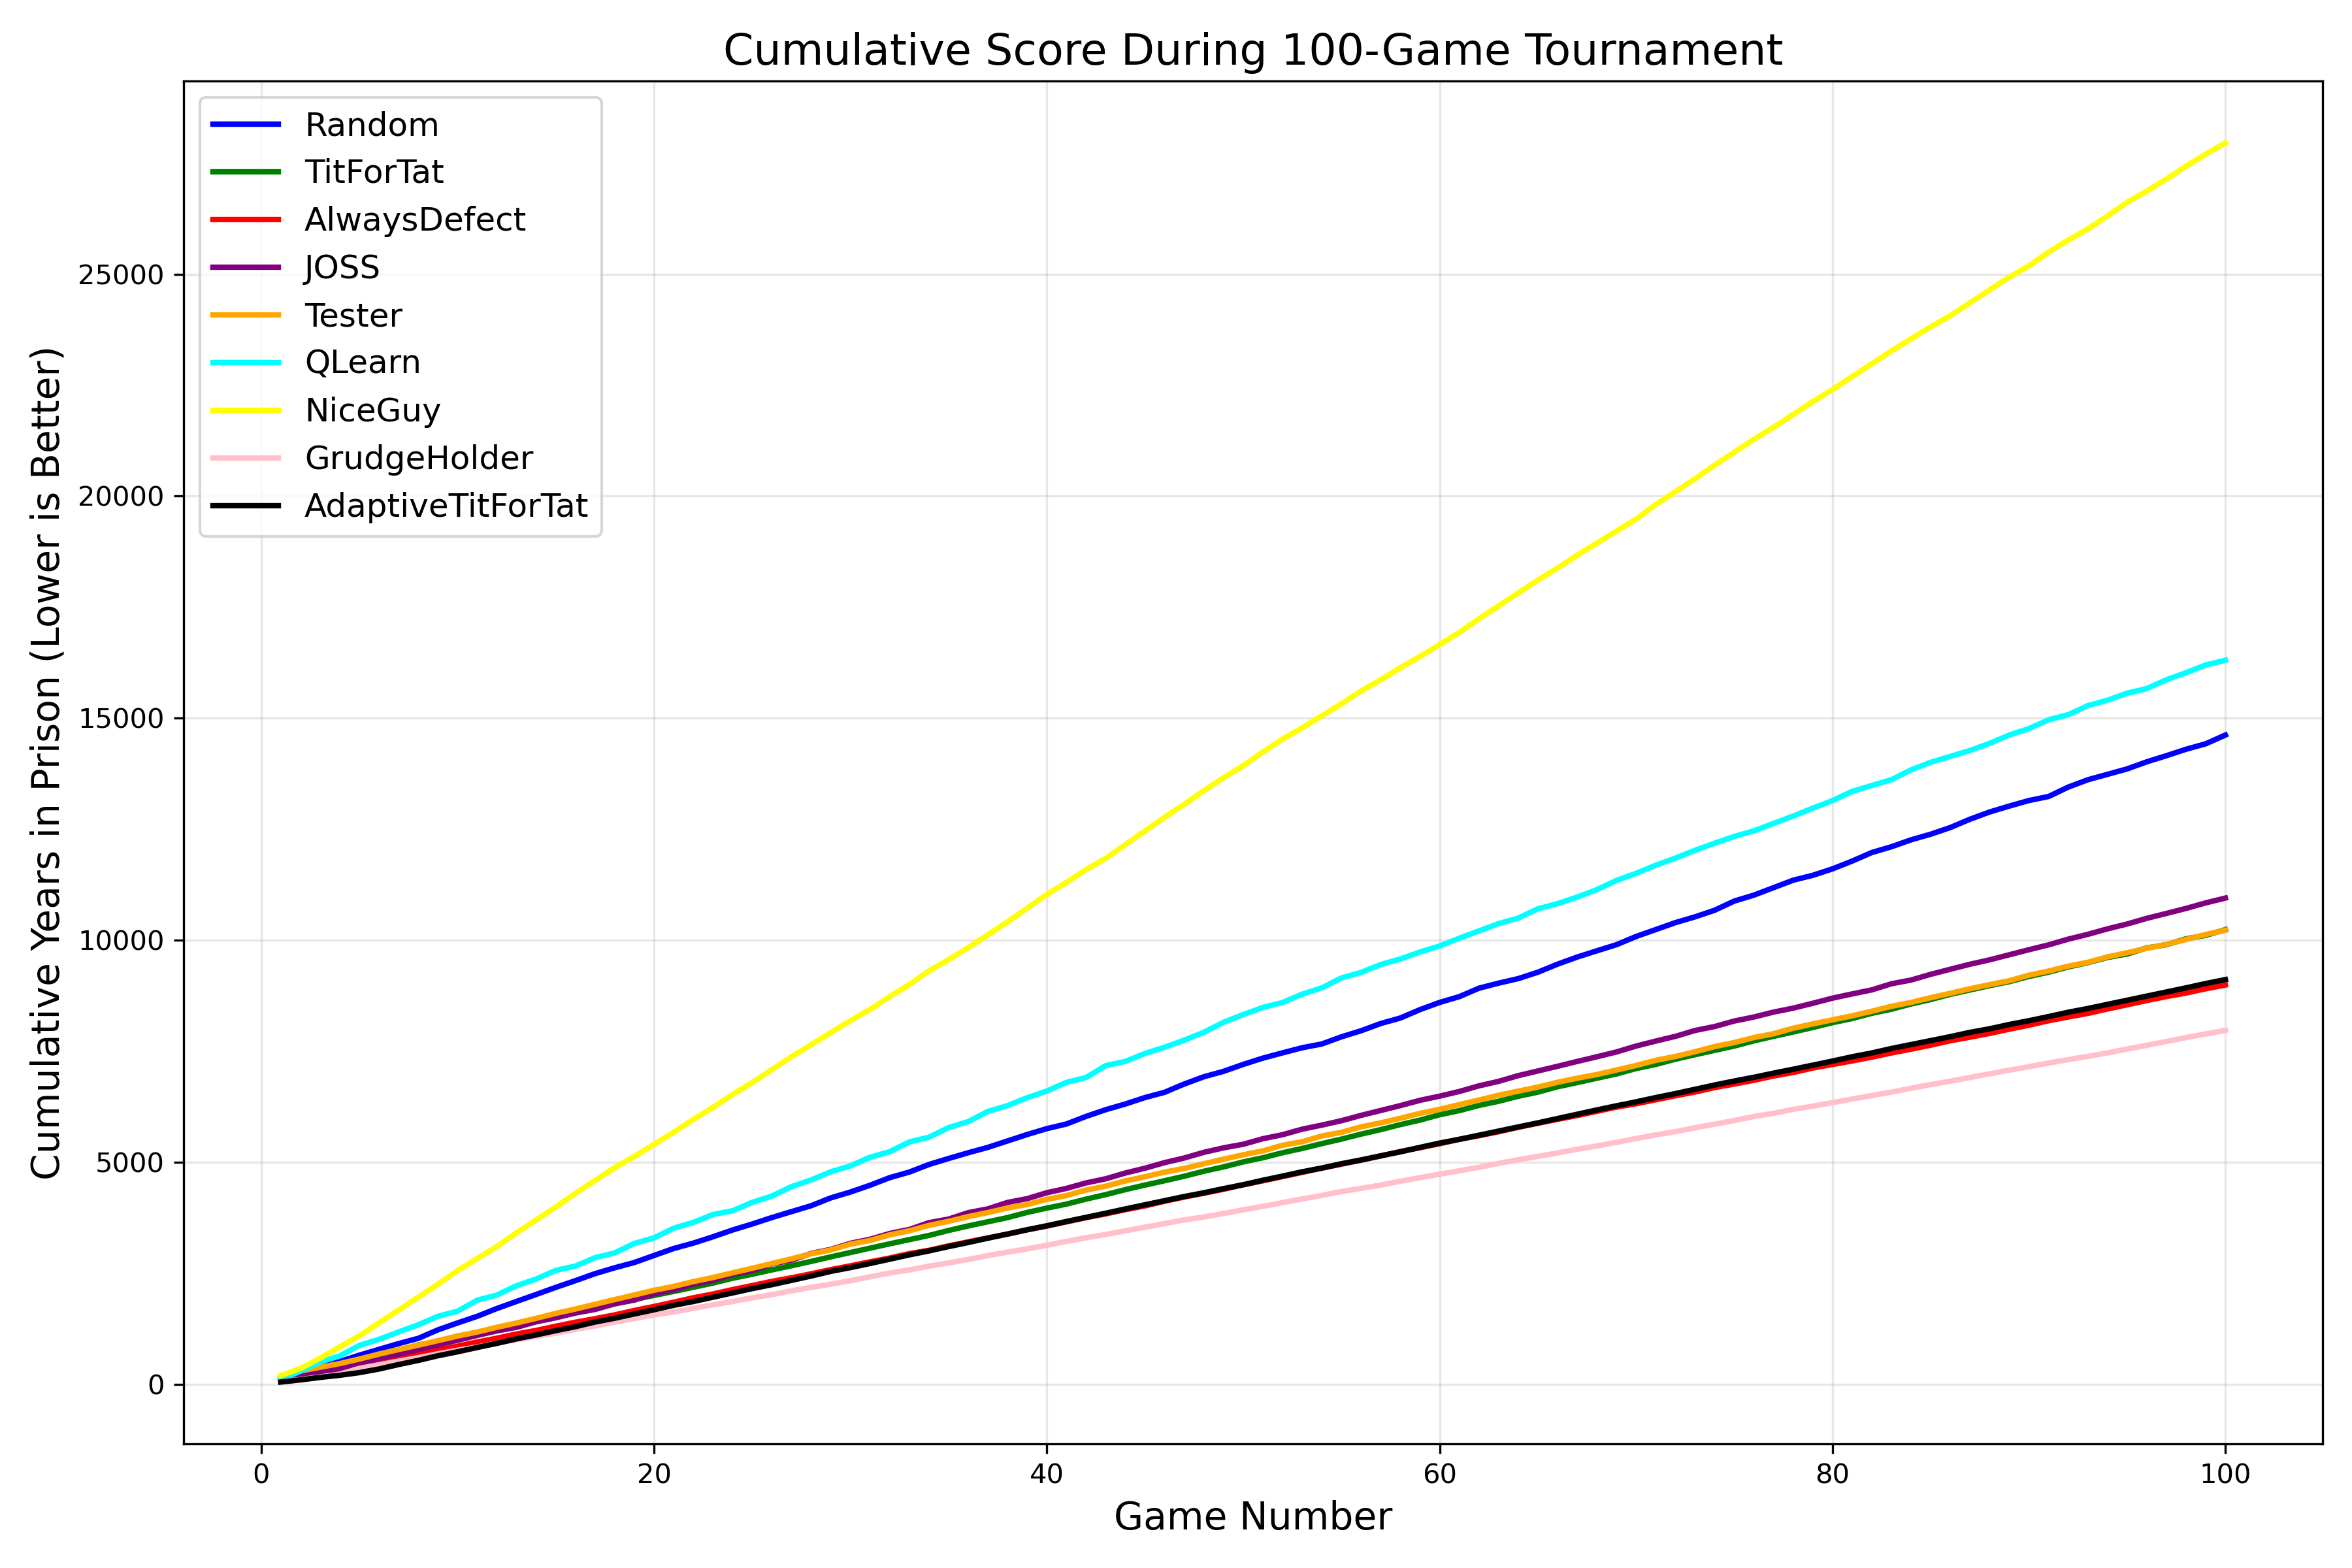 Cumulative Score During 100-Game Tournament
Random
TitForTat
AlwaysDefect
JOSS
Tester
QLearn
NiceGuy
GrudgeHolder
AdaptiveTitForTat
Cumulative Years in Prison (Lower is Better)
25000
20000
15000
10000
5000
0
0 20 40 60 80 100
Game Number